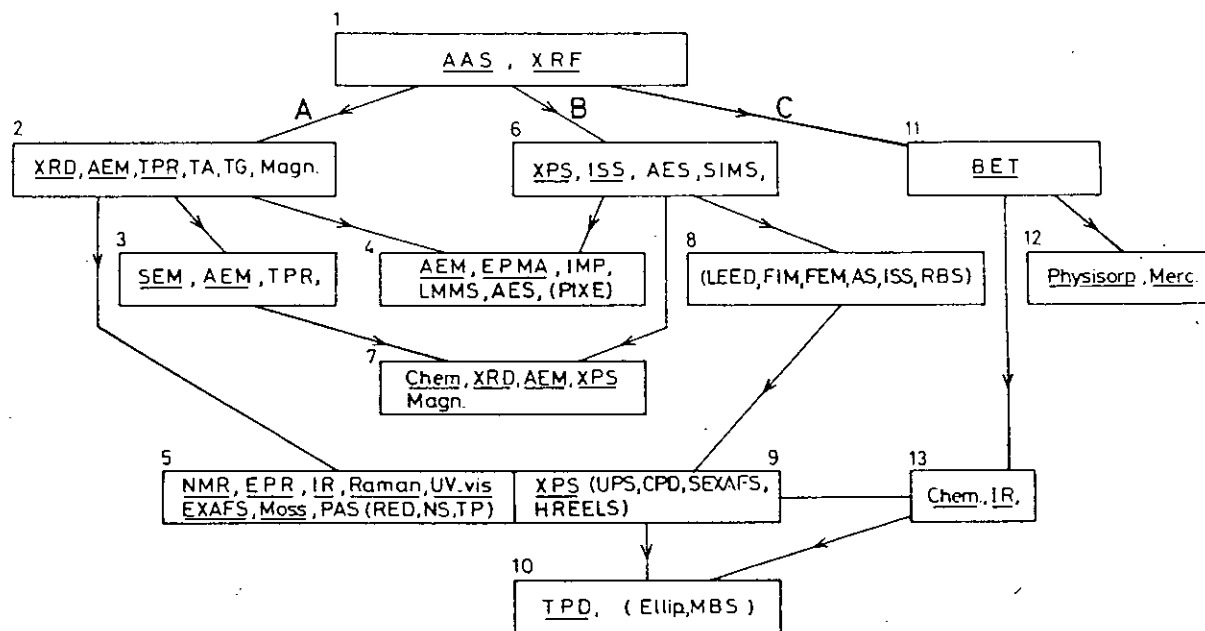 1
AAS , XRF
A
B
C
2
XRD, AEM, TPR, TA, TG, Magn.
6
XPS, ISS, AES, SIMS,
11
BET
3
SEM , AEM, TPR,
4
AEM, EPMA, IMP,
LMMS, AES, (PIXE)
8
(LEED, FIM, FEM, AS, ISS, RBS)
12
Physisorp, Merc.
7
Chem, XRD, AEM, XPS
Magn.
5
NMR, EPR, IR, Raman, UV-vis
EXAFS, Moss, PAS (RED, NS, TP)
9
XPS (UPS, CPD, SEXAFS,
HREELS)
13
Chem., IR,
10
TPD, (Ellip, MBS)